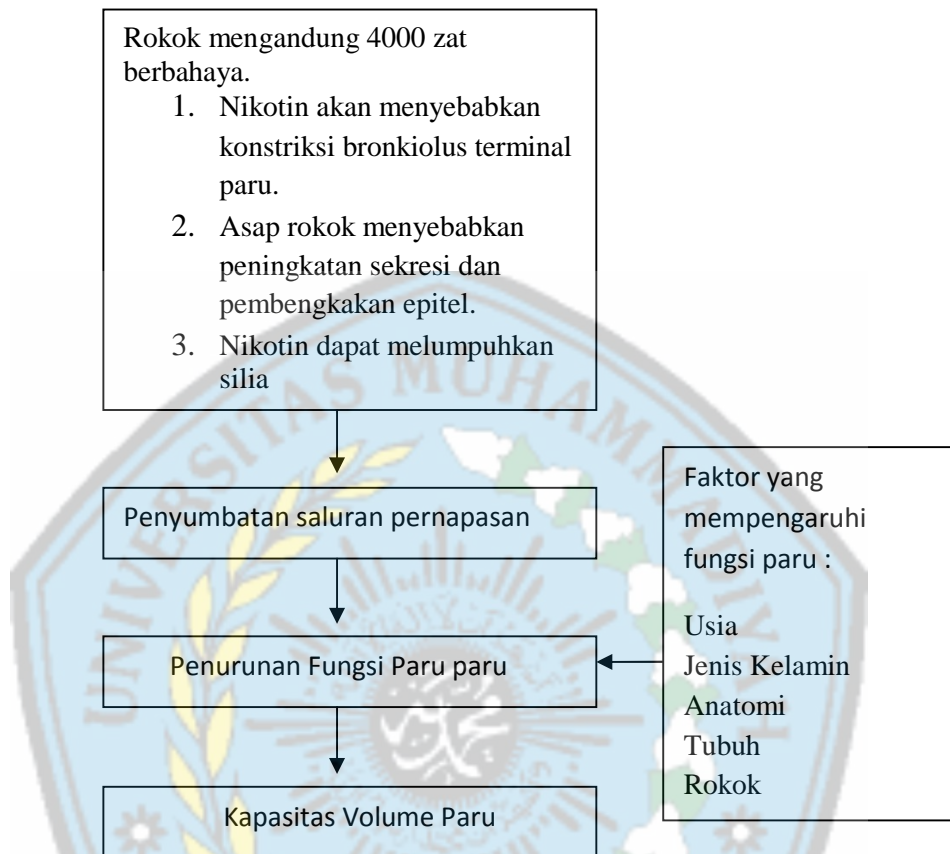 Rokok mengandung 4000 zat
berbahaya.
1. Nikotin akan menyebabkan
konstriksi bronkiolus terminal
paru.
2. Asap rokok menyebabkan
peningkatan sekresi dan
pembengkakan epitel.
3. Nikotin dapat melumpuhkan
silia
Penyumbatan saluran pernapasan
Penurunan Fungsi Paru paru
Kapasitas Volume Paru
Faktor yang
mempengaruhi
fungsi paru :
Usia
Jenis Kelamin
Anatomi
Tubuh
Rokok
UNIVERSITAS MUHAMMADIYAH